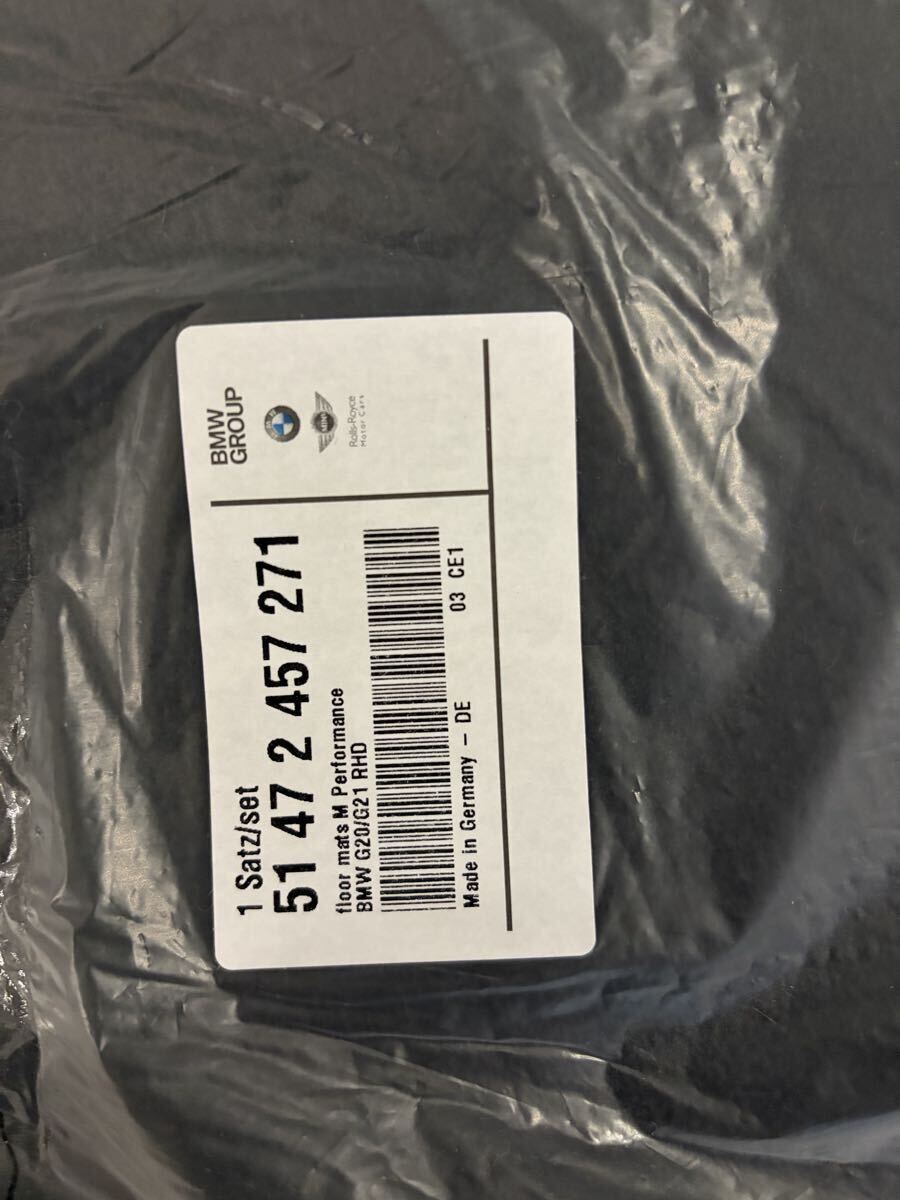 1 Satz/set
51 47 2 457 271
floor mats M Performance
BMW G20/G21 RHD
Made in Germany - DE 03 CE1
BMW
GROUP
MINI
Rolls-Royce
Motor Cars